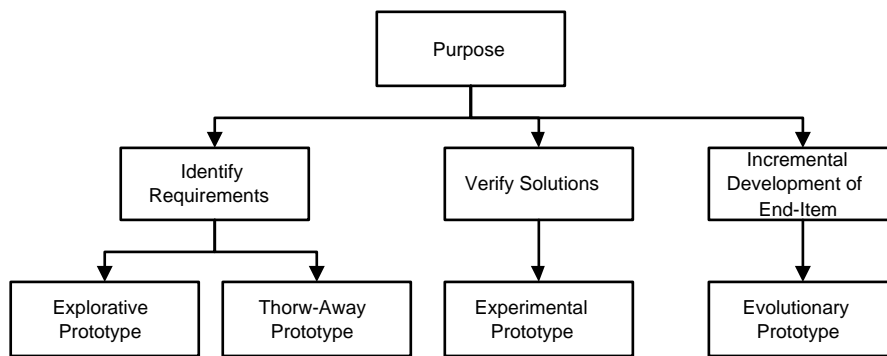 Purpose
Identify
Requirements
Verify Solutions
Incremental
Development of
End-Item
Explorative
Prototype
Thorw-Away
Prototype
Experimental
Prototype
Evolutionary
Prototype